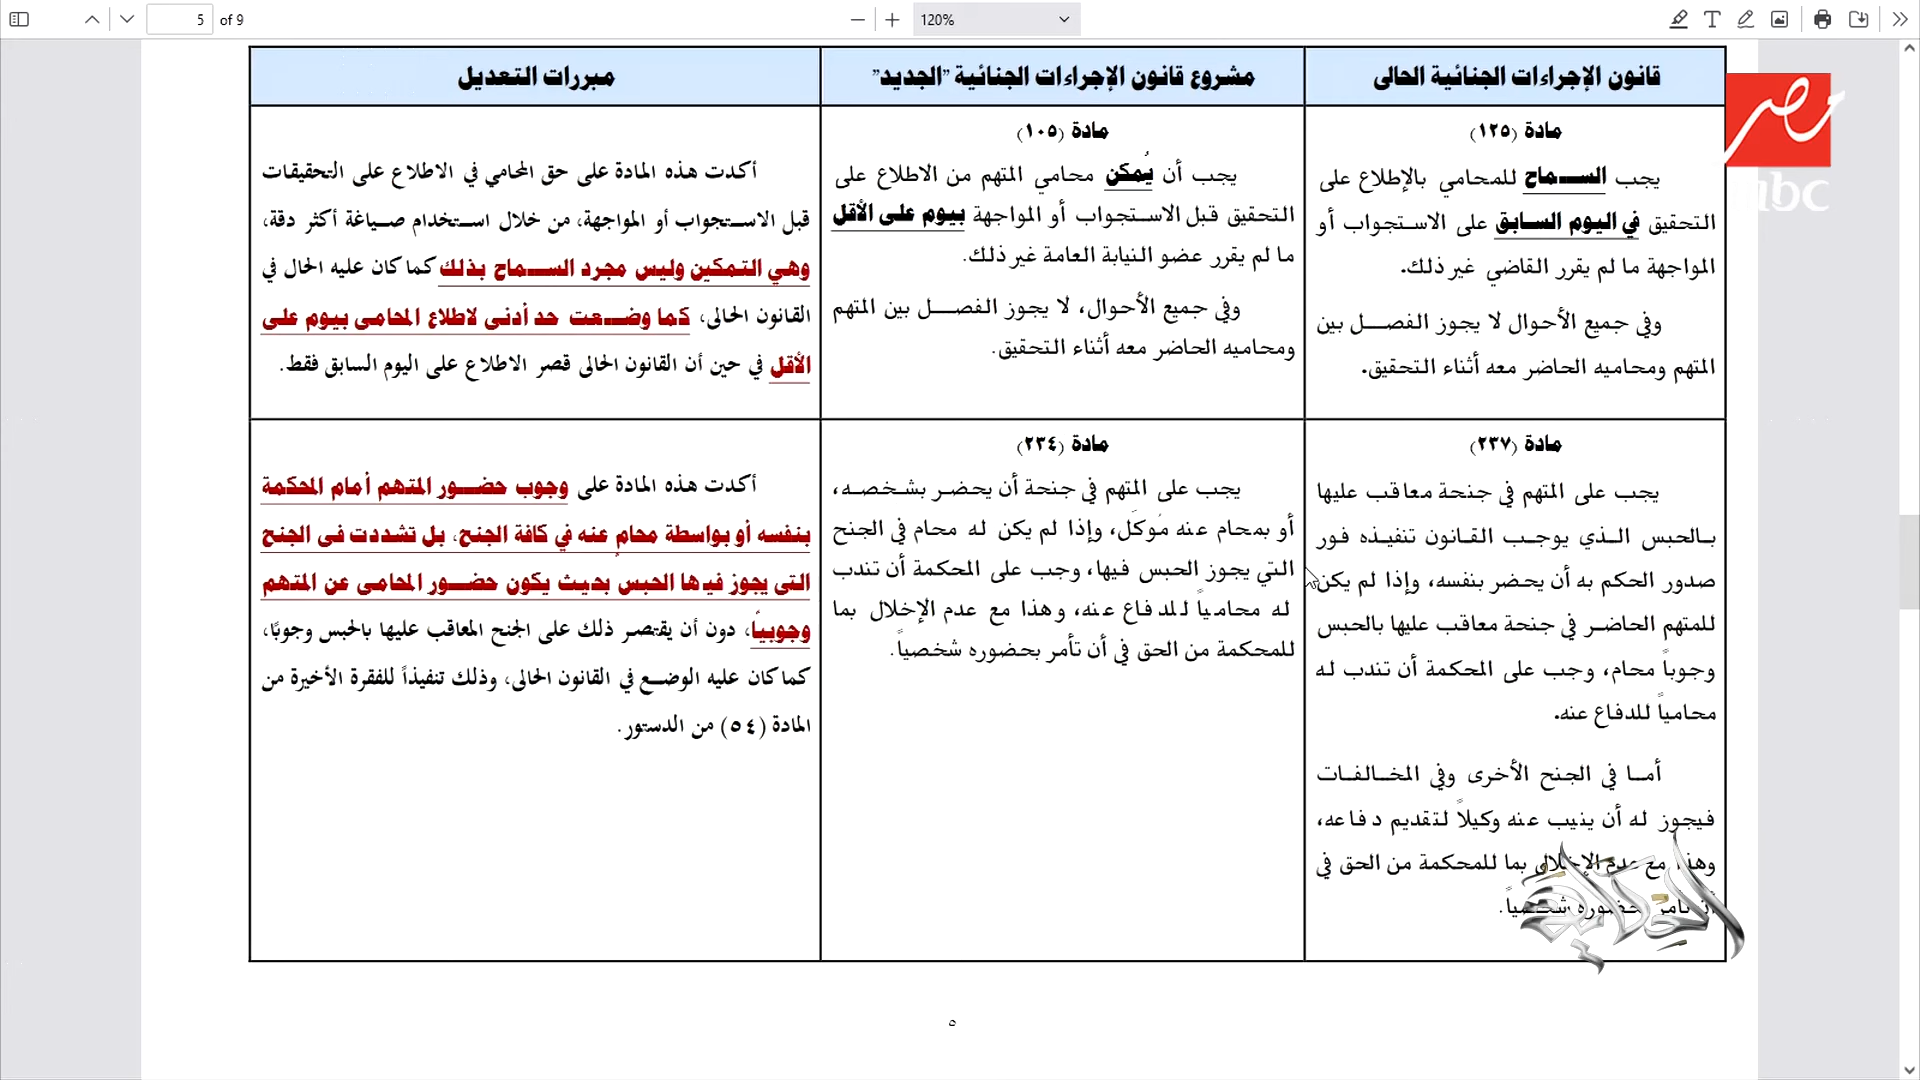 5 of 9
120%
قانون الإجراءات الجنائية الحالى
مشروع قانون الإجراءات الجنائية "الجديد"
مبررات التعديل
مادة (١٢٥)
يجب السماح للمحامي بالإطلاع على
التحقيق في اليوم السابق على الاستجواب أو
المواجهة ما لم يقرر القاضي غير ذلك.
وفي جميع الأحوال لا يجوز الفصل بين
المتهم ومحاميه الحاضر معه أثناء التحقيق.
مادة (١٠٥)
يجب أن يُمكن محامي المتهم من الاطلاع على
التحقيق قبل الاستجواب أو المواجهة بيوم على الأقل
ما لم يقرر عضو النيابة العامة غير ذلك.
وفي جميع الأحوال، لا يجوز الفصل بين المتهم
ومحاميه الحاضر معه أثناء التحقيق.
أكدت هذه المادة على حق المحامي في الاطلاع على التحقيقات
قبل الاستجواب أو المواجهة، من خلال استخدام صياغة أكثر دقة،
وهي التمكين وليس مجرد السماح بذلك كما كان عليه الحال في
القانون الحالى، كما وضعت حد أدنى لاطلاع المحامى بيوم على
الأقل في حين أن القانون الحالى قصر الاطلاع على اليوم السابق فقط.
مادة (٢٣٧)
يجب على المتهم في جنحة معاقب عليها
بالحبس الذي يوجب القانون تنفيذه فور
صدور الحكم به أن يحضر بنفسه، وإذا لم يكن
للمتهم الحاضر في جنحة معاقب عليها بالحبس
وجوباً محام، وجب على المحكمة أن تندب له
محامياً للدفاع عنه.
أما في الجنح الأخرى وفي المخالفات
فيجوز له أن ينيب عنه وكيلاً لتقديم دفاعه،
وهذا مع عدم الإخلال بما للمحكمة من الحق في
أن تأمر بحضوره شخصياً.
مادة (٢٣٤)
يجب على المتهم في جنحة أن يحضر بشخصه،
أو بمحام عنه مُوكَل، وإذا لم يكن له محام في الجنح
التي يجوز الحبس فيها، وجب على المحكمة أن تندب
له محامياً للدفاع عنه، وهذا مع عدم الإخلال بما
للمحكمة من الحق في أن تأمر بحضوره شخصياً.
أكدت هذه المادة على وجوب حضور المتهم أمام المحكمة
بنفسه أو بواسطة محامٍ عنه في كافة الجنح، بل تشددت فى الجنح
التى يجوز فيها الحبس بحيث يكون حضور المحامى عن المتهم
وجوبياً، دون أن يقتصر ذلك على الجنح المعاقب عليها بالحبس وجوبًا،
كما كان عليه الوضع في القانون الحالى، وذلك تنفيذاً للفقرة الأخيرة من
المادة (٥٤) من الدستور.
٥
مصر
mbc
الحكاية